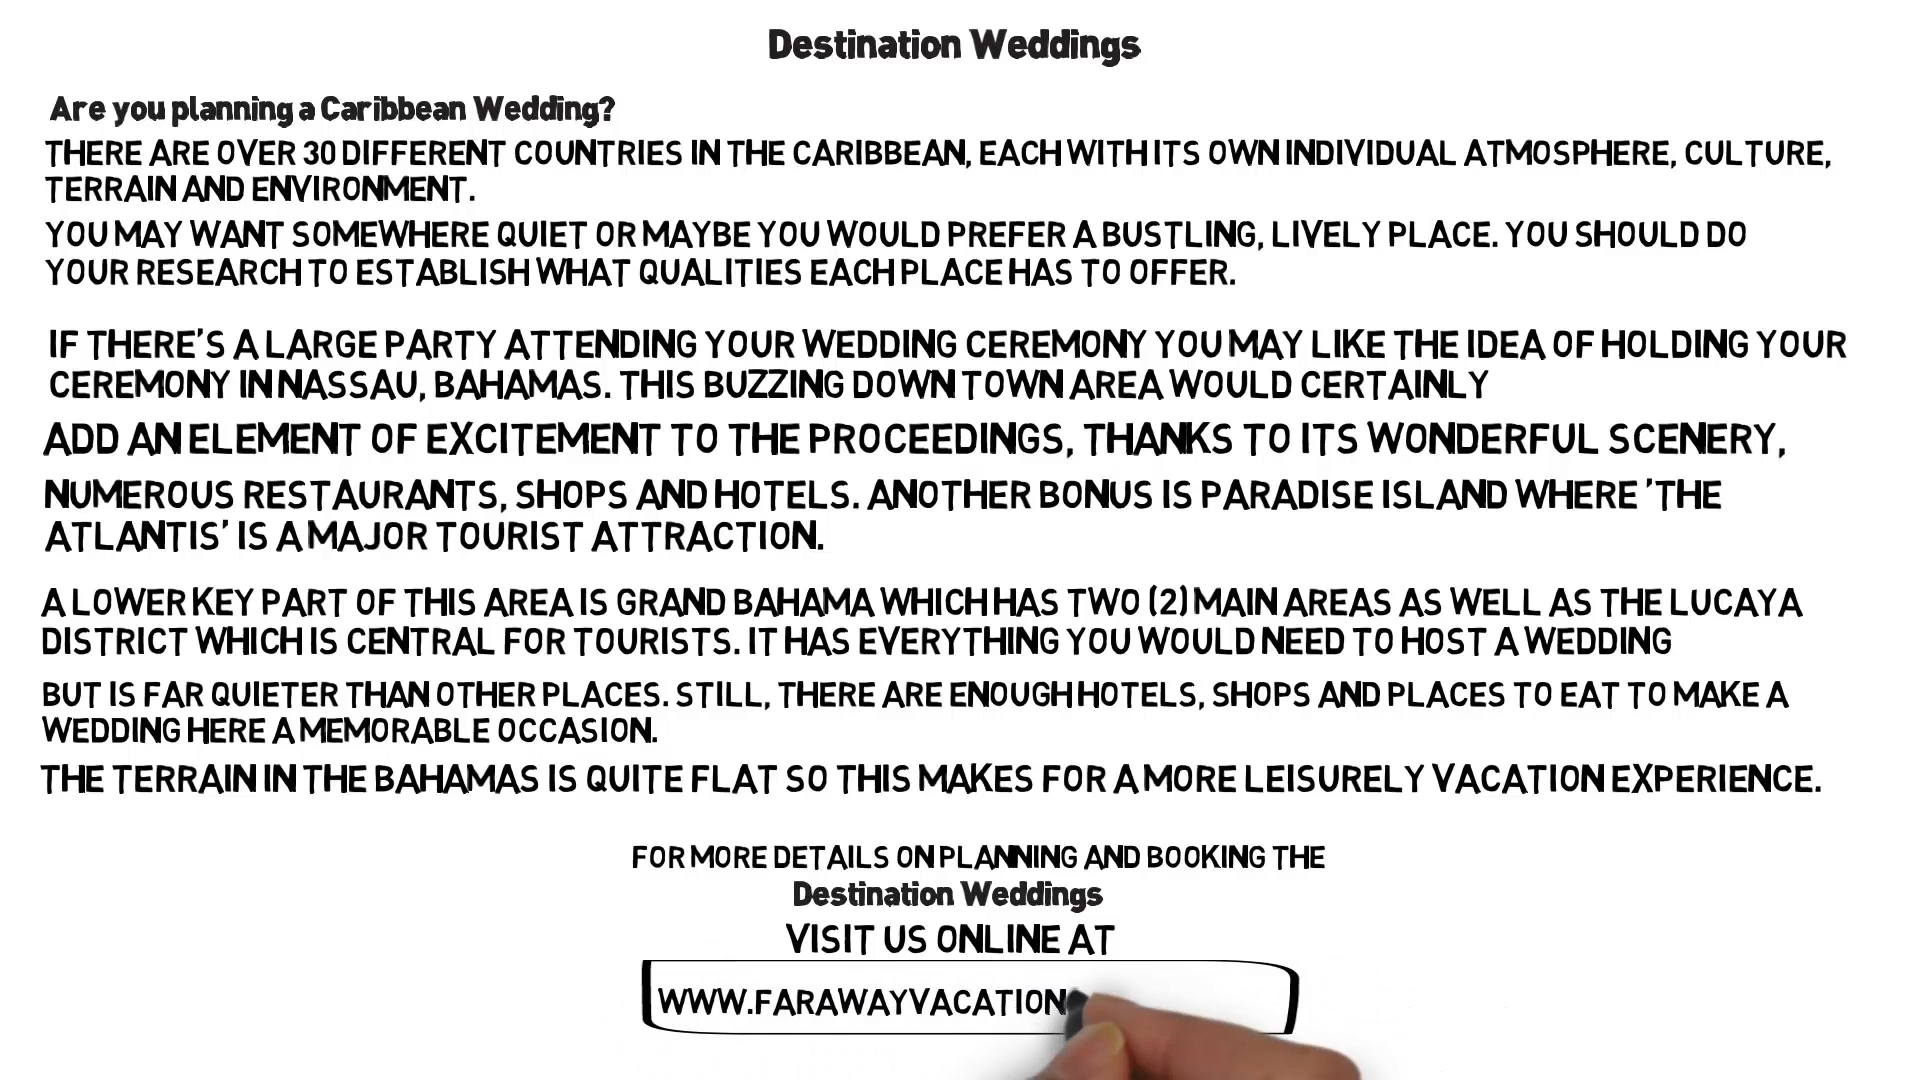 Destination Weddings
Are you planning a Caribbean Wedding?
THERE ARE OVER 30 DIFFERENT COUNTRIES IN THE CARIBBEAN, EACH WITH ITS OWN INDIVIDUAL ATMOSPHERE, CULTURE,
TERRAIN AND ENVIRONMENT.
YOU MAY WANT SOMEWHERE QUIET OR MAYBE YOU WOULD PREFER A BUSTLING, LIVELY PLACE. YOU SHOULD DO
YOUR RESEARCH TO ESTABLISH WHAT QUALITIES EACH PLACE HAS TO OFFER.
IF THERE'S A LARGE PARTY ATTENDING YOUR WEDDING CEREMONY YOU MAY LIKE THE IDEA OF HOLDING YOUR
CEREMONY IN NASSAU, BAHAMAS. THIS BUZZING DOWN TOWN AREA WOULD CERTAINLY
ADD AN ELEMENT OF EXCITEMENT TO THE PROCEEDINGS, THANKS TO ITS WONDERFUL SCENERY,
NUMEROUS RESTAURANTS, SHOPS AND HOTELS. ANOTHER BONUS IS PARADISE ISLAND WHERE 'THE
ATLANTIS' IS A MAJOR TOURIST ATTRACTION.
A LOWER KEY PART OF THIS AREA IS GRAND BAHAMA WHICH HAS TWO (2) MAIN AREAS AS WELL AS THE LUCAYA
DISTRICT WHICH IS CENTRAL FOR TOURISTS. IT HAS EVERYTHING YOU WOULD NEED TO HOST A WEDDING
BUT IS FAR QUIETER THAN OTHER PLACES. STILL, THERE ARE ENOUGH HOTELS, SHOPS AND PLACES TO EAT TO MAKE A
WEDDING HERE A MEMORABLE OCCASION.
THE TERRAIN IN THE BAHAMAS IS QUITE FLAT SO THIS MAKES FOR A MORE LEISURELY VACATION EXPERIENCE.
FOR MORE DETAILS ON PLANNING AND BOOKING THE
Destination Weddings
VISIT US ONLINE AT
WWW.FARAWAYVACATION